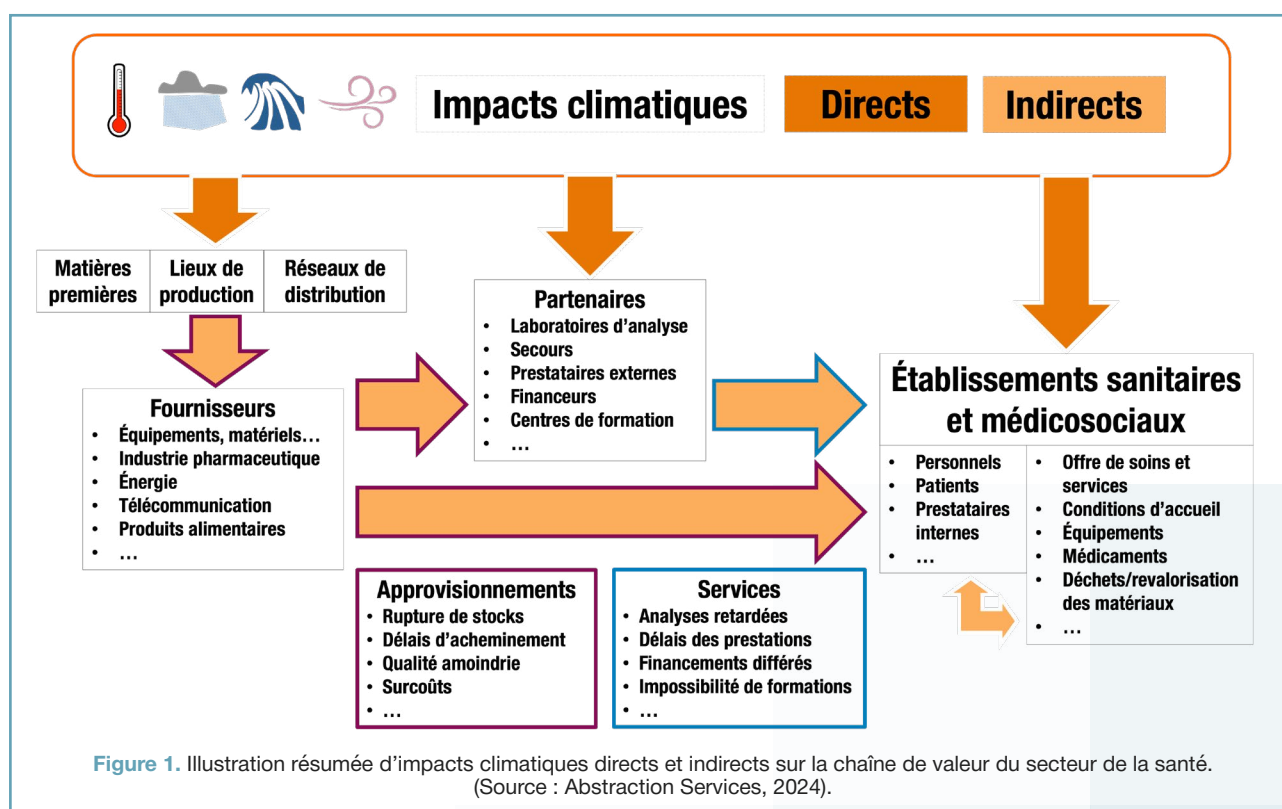 Impacts climatiques
Directs
Indirects
Matières
premières
Lieux de
production
Réseaux de
distribution
Fournisseurs
• Équipements, matériels…
• Industrie pharmaceutique
• Énergie
• Télécommunication
• Produits alimentaires
• …
Partenaires
• Laboratoires d'analyse
• Secours
• Prestataires externes
• Financeurs
• Centres de formation
• …
Établissements sanitaires
et médicosociaux
• Personnels
• Patients
• Prestataires
internes
• …
• Offre de soins et
services
• Conditions d'accueil
• Équipements
• Médicaments
• Déchets/revalorisation
des matériaux
• …
Approvisionnements
• Rupture de stocks
• Délais d'acheminement
• Qualité amoindrie
• Surcoûts
• …
Services
• Analyses retardées
• Délais des prestations
• Financements différés
• Impossibilité de formations
• …
Figure 1. Illustration résumée d'impacts climatiques directs et indirects sur la chaîne de valeur du secteur de la santé.
(Source : Abstraction Services, 2024).